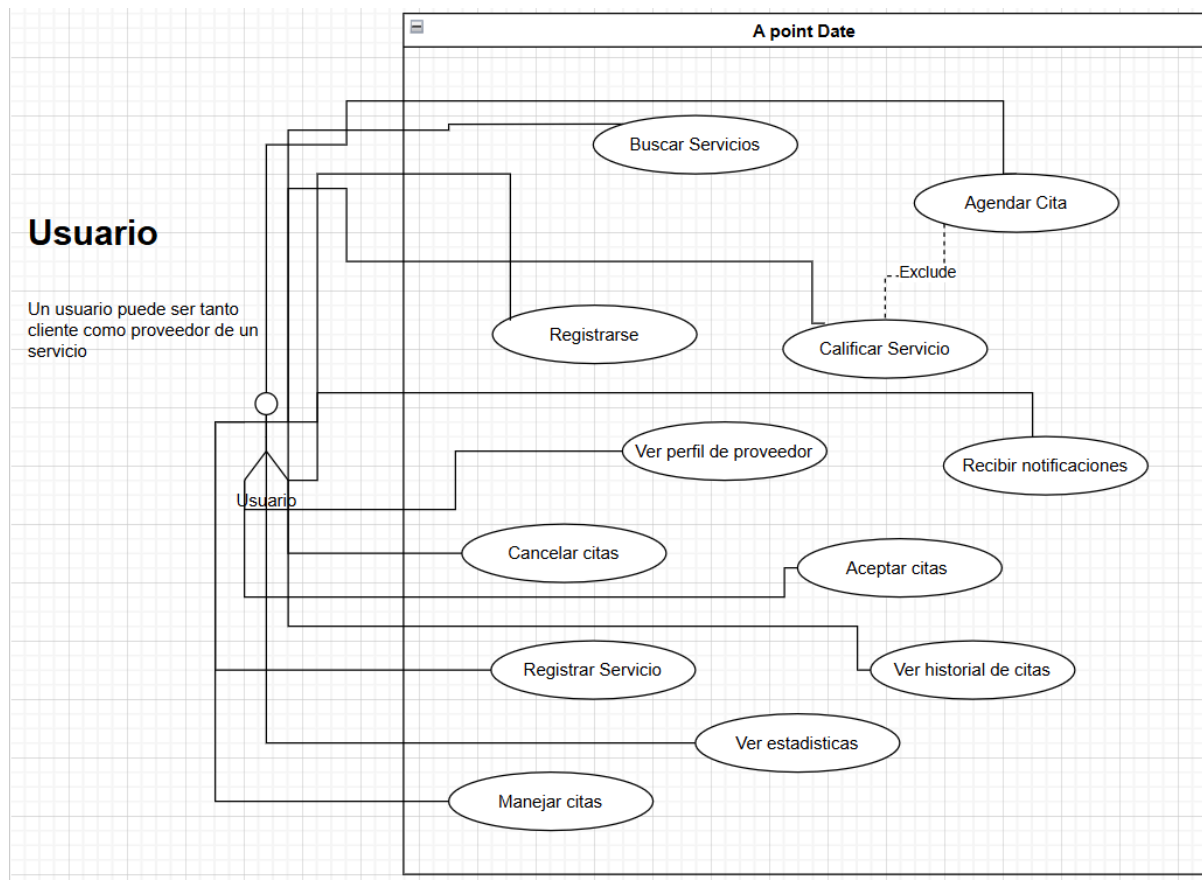 A point Date
Buscar Servicios
Agendar Cita
Usuario
Exclude
Un usuario puede ser tanto
cliente como proveedor de un
servicio
Registrarse
Calificar Servicio
Ver perfil de proveedor
Recibir notificaciones
Usuario
Cancelar citas
Aceptar citas
Registrar Servicio
Ver historial de citas
Ver estadisticas
Manejar citas